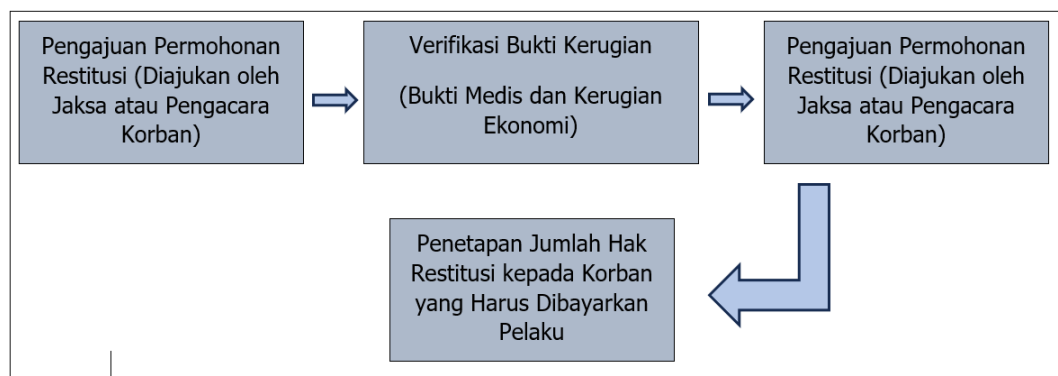 Pengajuan Permohonan
Restitusi (Diajukan oleh
Jaksa atau Pengacara
Korban)
Verifikasi Bukti Kerugian
(Bukti Medis dan Kerugian
Ekonomi)
Pengajuan Permohonan
Restitusi (Diajukan oleh
Jaksa atau Pengacara
Korban)
Penetapan Jumlah Hak
Restitusi kepada Korban
yang Harus Dibayarkan
Pelaku